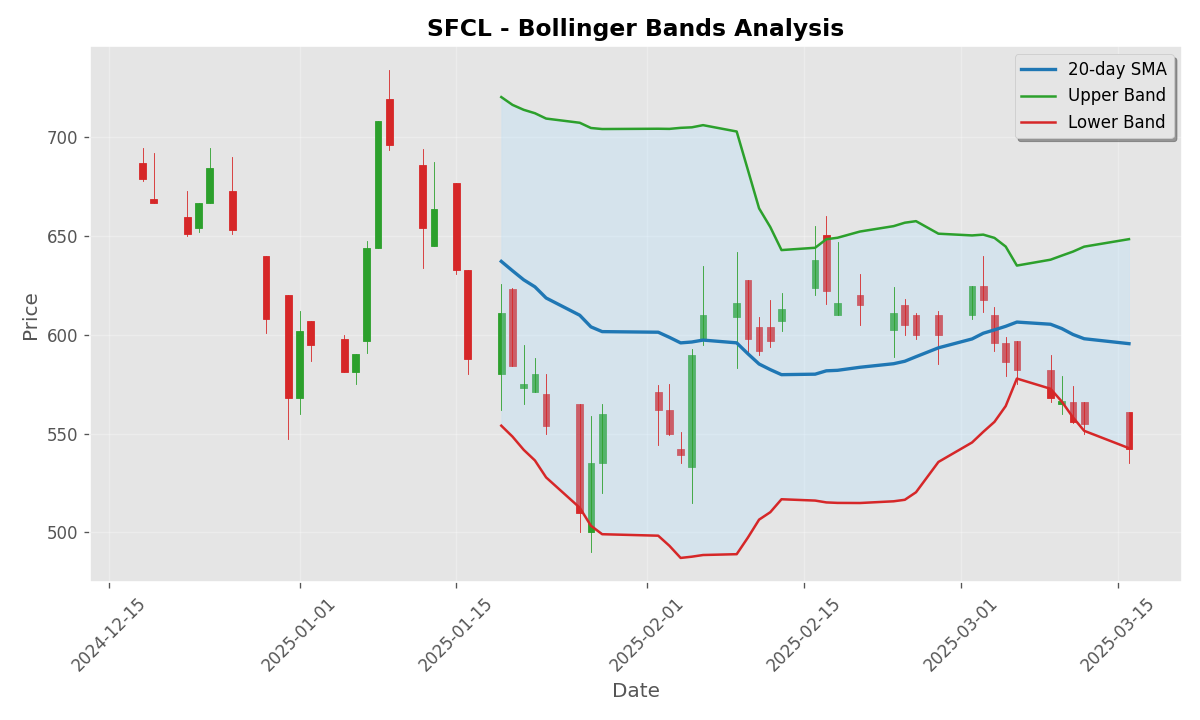 SFCL - Bollinger Bands Analysis
20-day SMA
Upper Band
Lower Band
Price
700
650
600
550
500
2024-12-15
2025-01-01
2025-01-15
2025-02-01
2025-02-15
2025-03-01
2025-03-15
Date